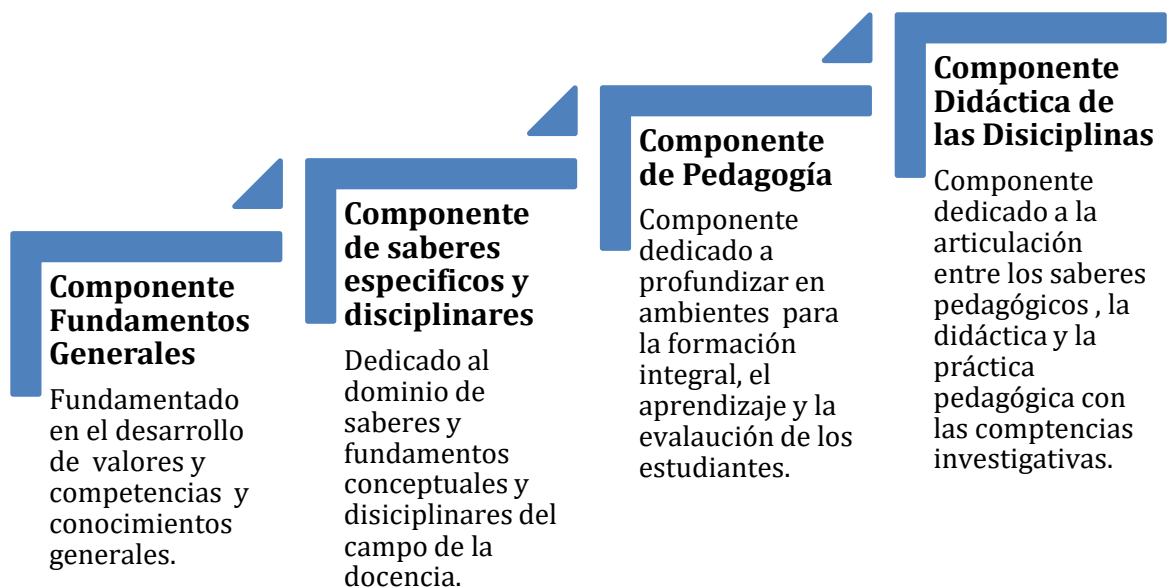 Componente
Fundamentos
Generales
Fundamentado
en el desarrollo
de valores y
competencias y
conocimientos
generales.
Componente
de saberes
especificos y
disciplinares
Dedicado al
dominio de
saberes y
fundamentos
conceptuales y
disiciplinares del
campo de la
docencia.
Componente
de Pedagogía
Componente
dedicado a
profundizar en
ambientes para
la formación
integral, el
aprendizaje y la
evalaución de los
estudiantes.
Componente
Didáctica de
las Disiciplinas
Componente
dedicado a la
articulación
entre los saberes
pedagógicos , la
didáctica y la
práctica
pedagógica con
las comptencias
investigativas.